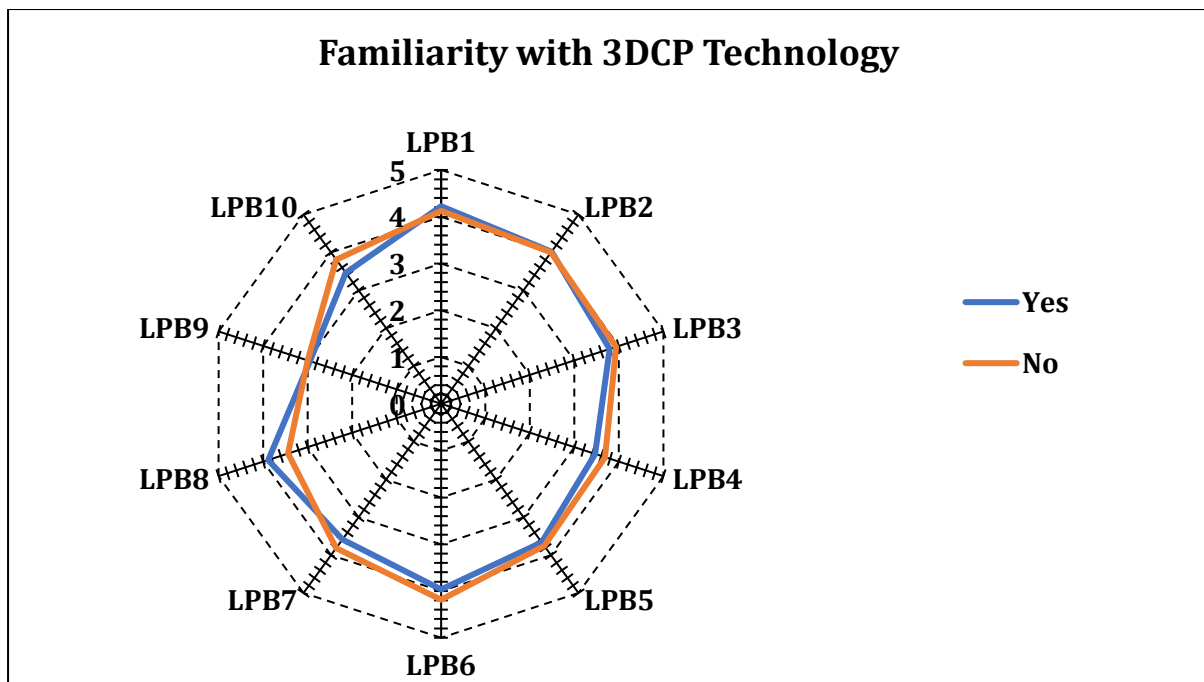 Familiarity with 3DCP Technology
LPB1
5
LPB10
4
LPB2
3
LPB9
2
LPB3
Yes
1
No
0
LPB8
LPB4
LPB7
LPB5
LPB6